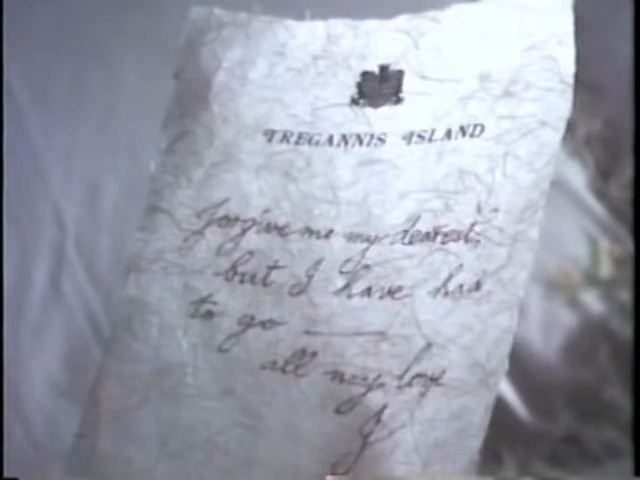 TREGANNIS ISLAND
forgive me my dearest,
but I have had
to go ——
all my love
J